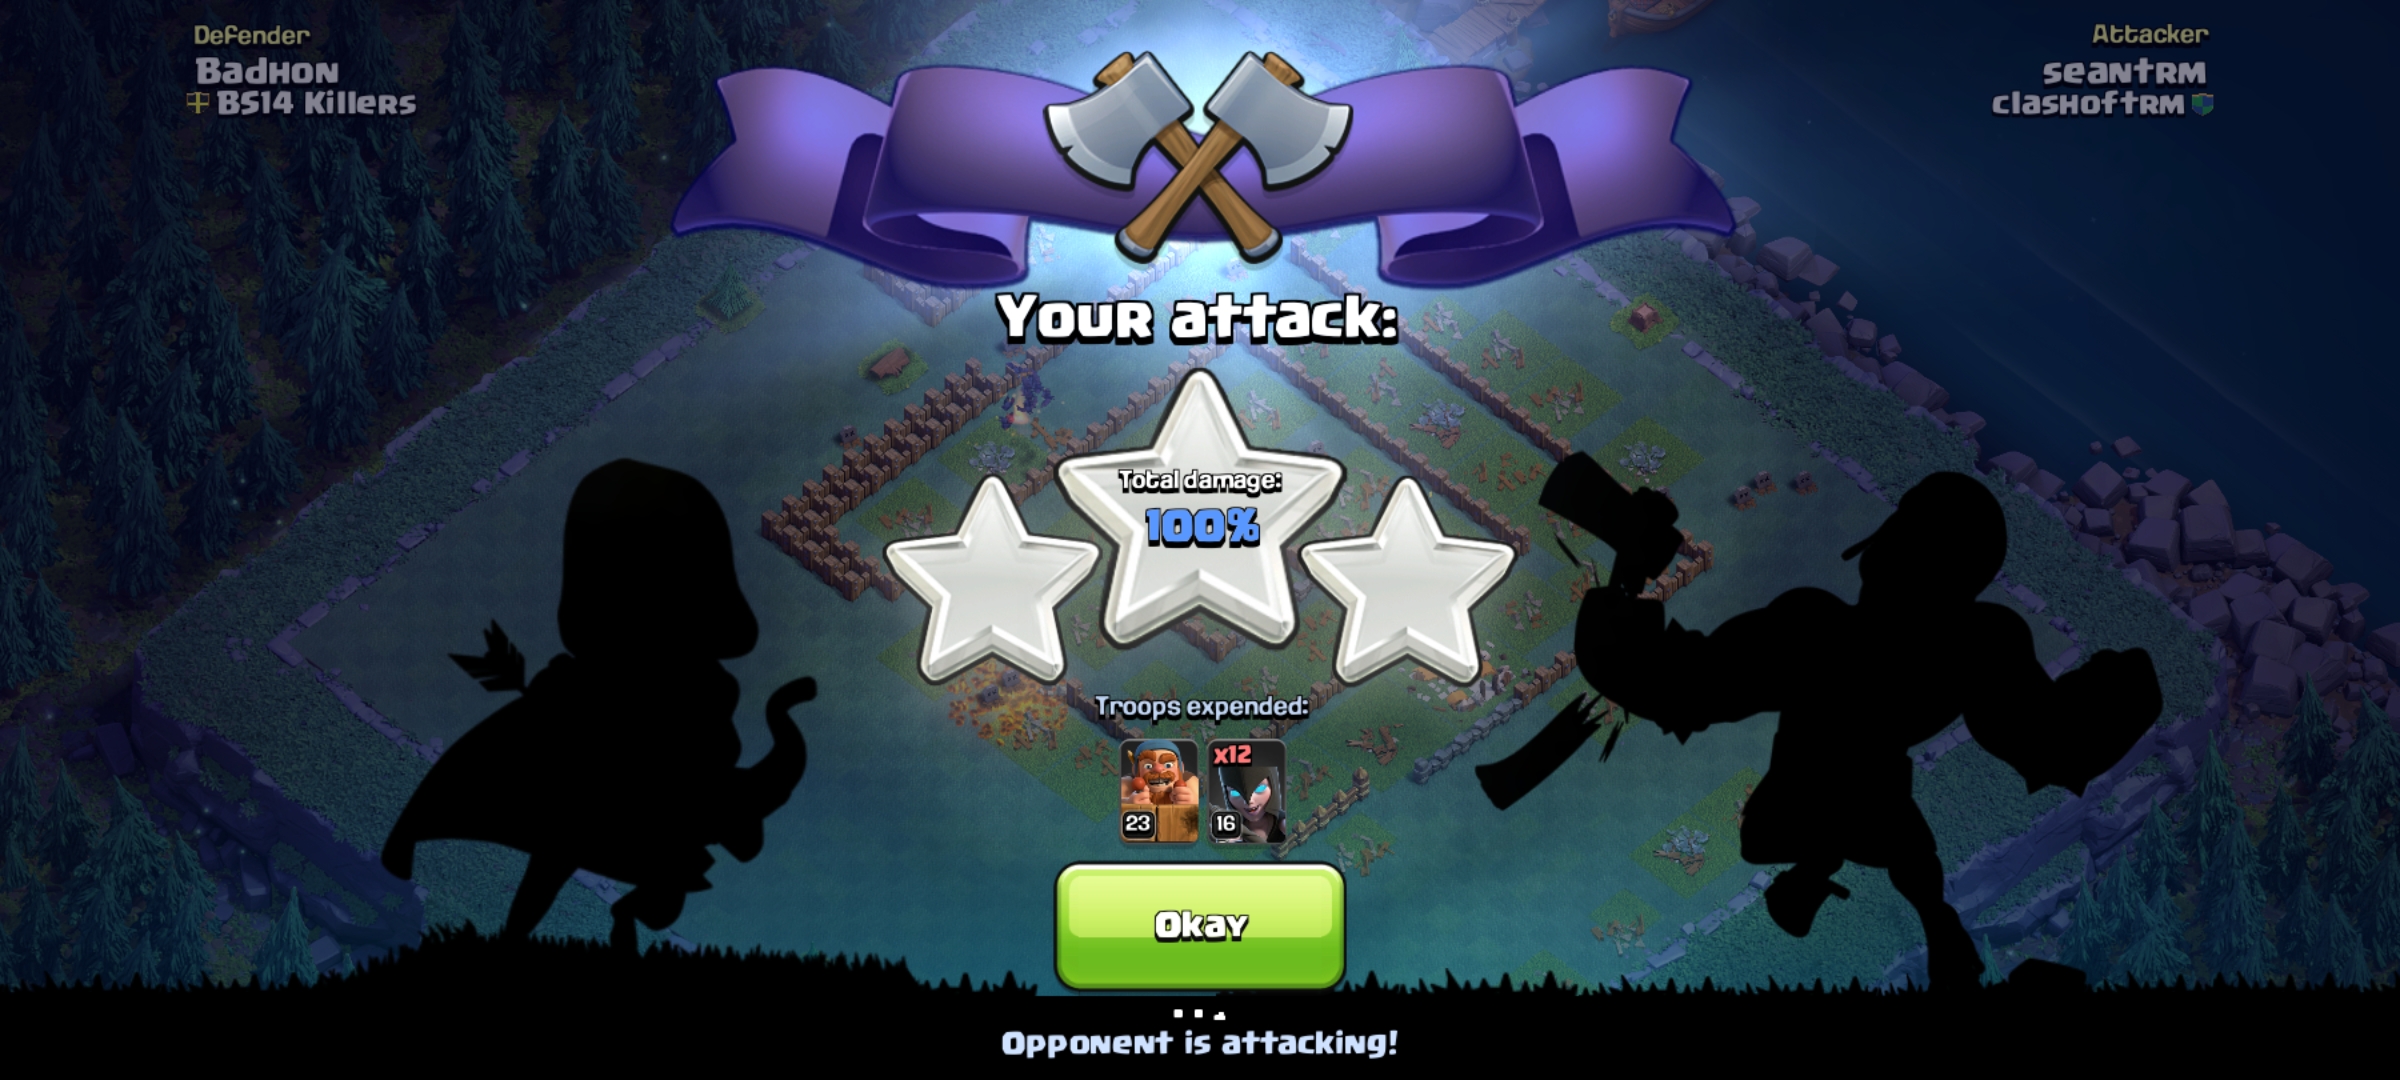 Defender
Badhon
BS14 Killers
Attacker
seantrm
clashoftrm
Your attack:
Total damage:
100%
Troops expended:
x12
23
16
Okay
Opponent is attacking!